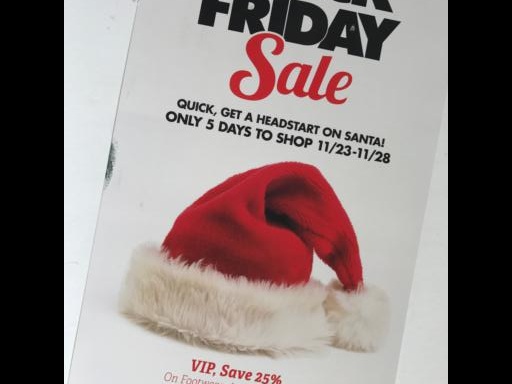 FRIDAY
Sale
QUICK, GET A HEADSTART ON SANTA!
ONLY 5 DAYS TO SHOP 11/23-11/28
VIP, Save 25%
On